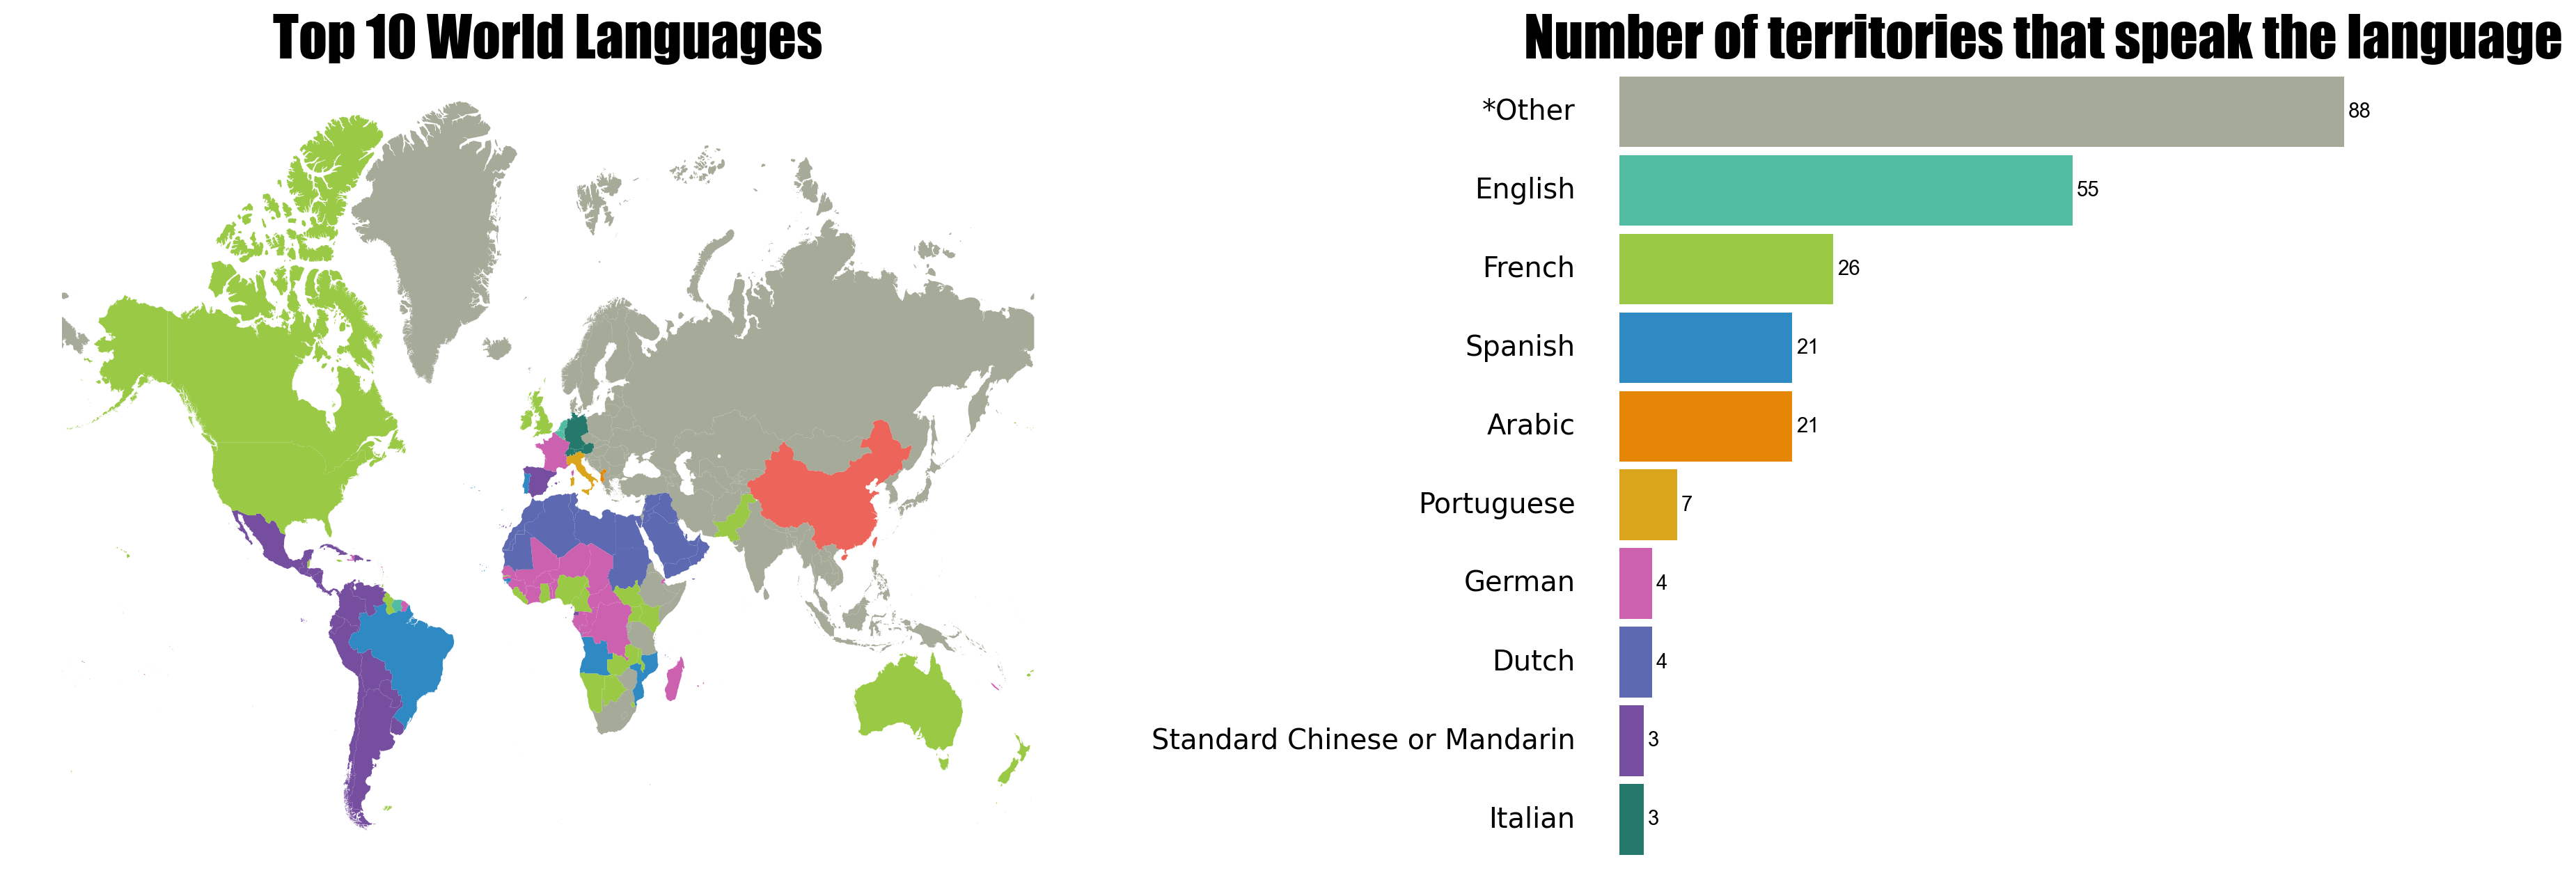 Top 10 World Languages
Number of territories that speak the language
*Other 88
English 55
French 26
Spanish 21
Arabic 21
Portuguese 7
German 4
Dutch 4
Standard Chinese or Mandarin 3
Italian 3